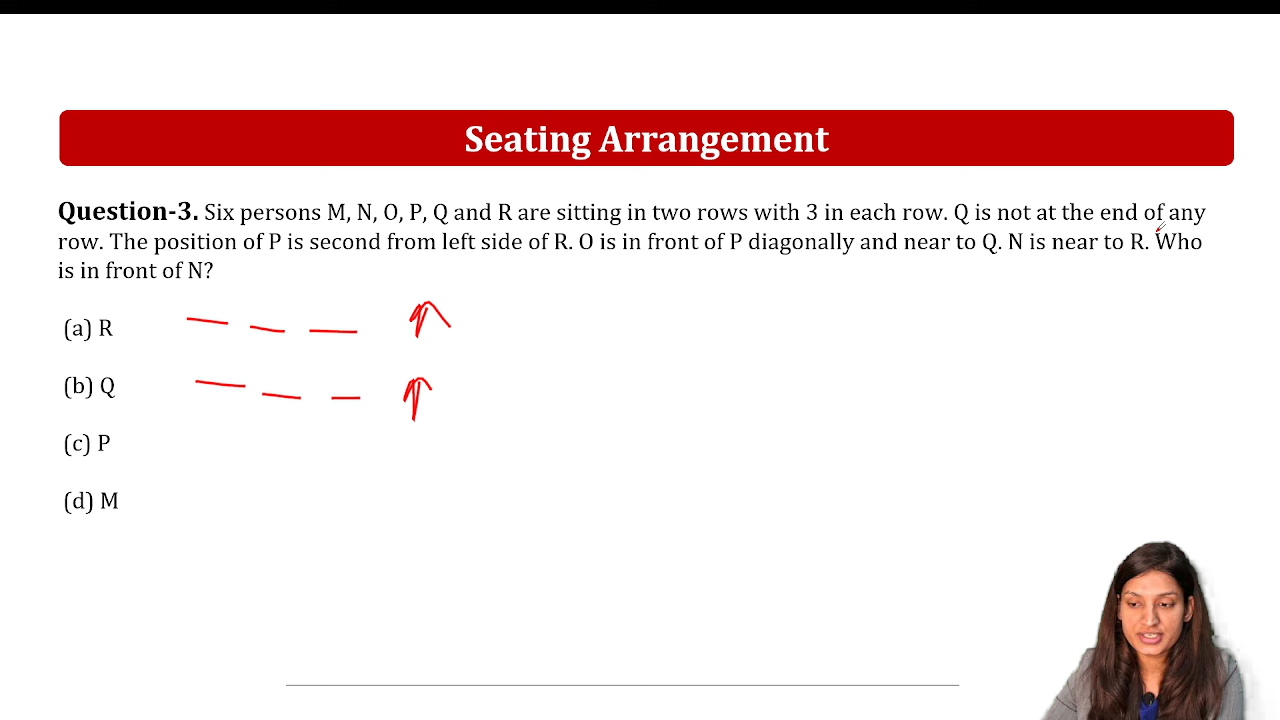 Seating Arrangement
Question-3. Six persons M, N, O, P, Q and R are sitting in two rows with 3 in each row. Q is not at the end of any
row. The position of P is second from left side of R. O is in front of P diagonally and near to Q. N is near to R. Who
is in front of N?
(a) R
(b) Q
(c) P
(d) M